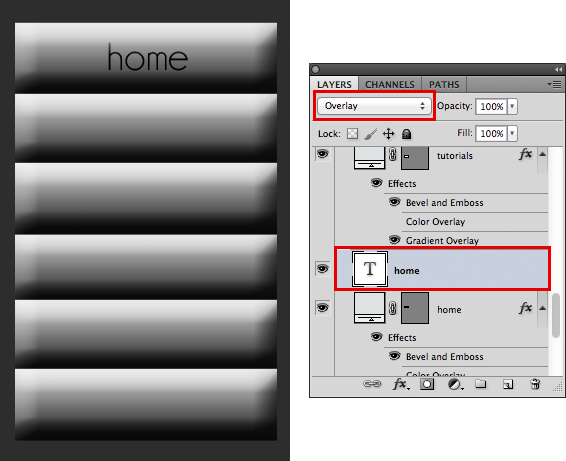 home
LAYERS CHANNELS PATHS
Overlay Opacity: 100%
Lock: Fill: 100%
tutorials fx
Effects
Bevel and Emboss
Color Overlay
Gradient Overlay
T home
home fx
Effects
Bevel and Emboss
Color Overlay
fx